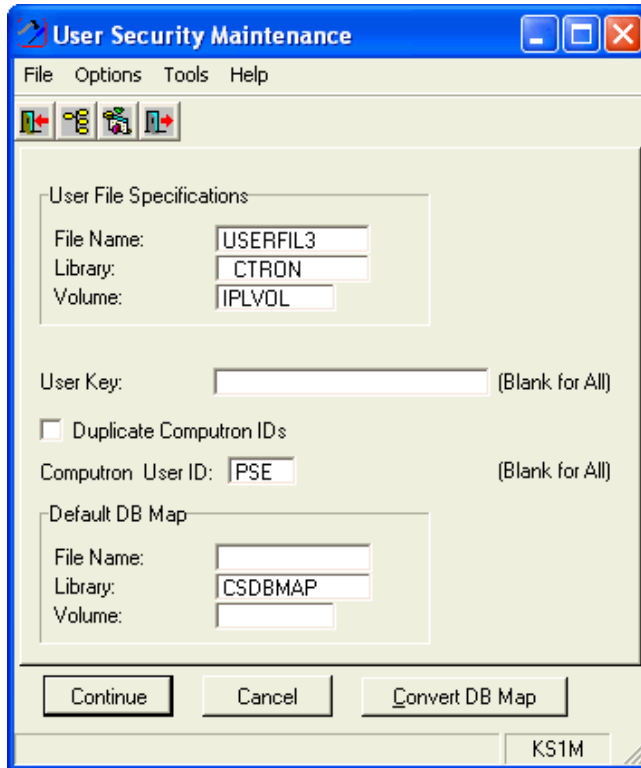 User Security Maintenance
File Options Tools Help
User File Specifications
File Name: USERFIL3
Library: CTRON
Volume: IPLVOL
User Key: (Blank for All)
Duplicate Computron IDs
Computron User ID: PSE (Blank for All)
Default DB Map
File Name:
Library: CSDBMAP
Volume:
Continue Cancel Convert DB Map
KS1M